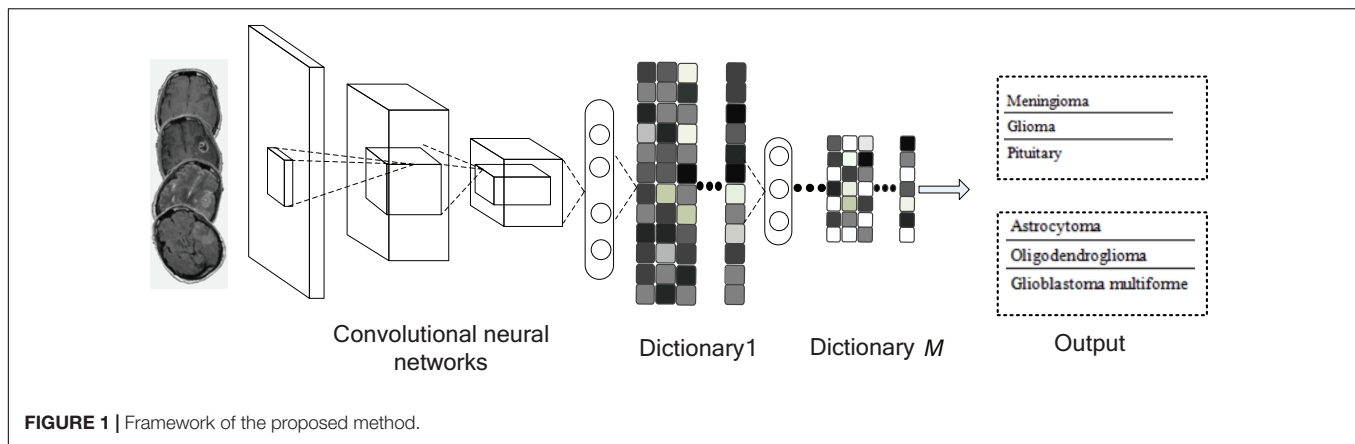 Meningioma
Glioma
Pituitary
Astrocytoma
Oligodendroglioma
Glioblastoma multiforme
Convolutional neural
networks
Dictionary1
Dictionary M
Output
FIGURE 1 | Framework of the proposed method.